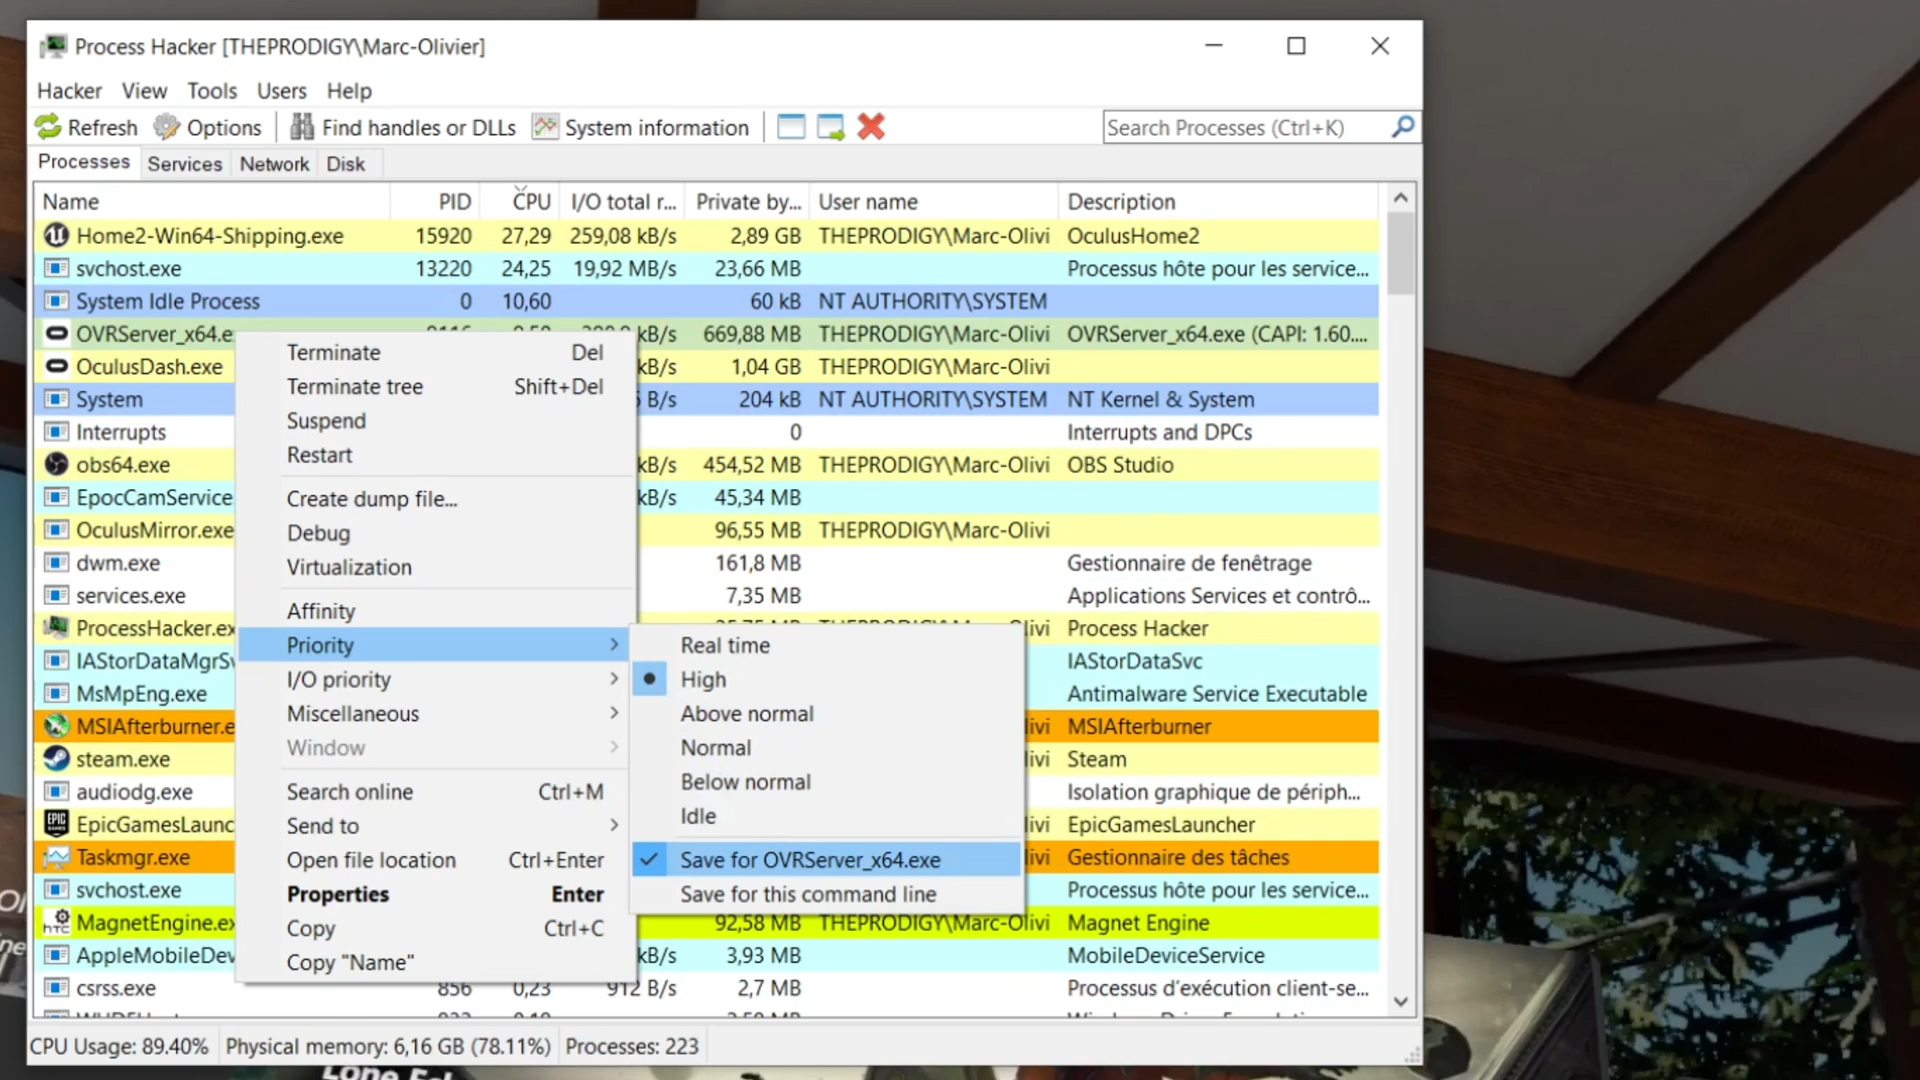 Process Hacker [THEPRODIGY\Marc-Olivier]
Hacker View Tools Users Help
Refresh Options Find handles or DLLs System information Search Processes (Ctrl+K)
Processes Services Network Disk
Name PID CPU I/O total r... Private by... User name Description
Home2-Win64-Shipping.exe 15920 27,29 259,08 kB/s 2,89 GB THEPRODIGY\Marc-Olivi OculusHome2
svchost.exe 13220 24,25 19,92 MB/s 23,66 MB Processus hôte pour les service...
System Idle Process 0 10,60 60 kB NT AUTHORITY\SYSTEM
OVRServer_x64.e kB/s 669,88 MB THEPRODIGY\Marc-Olivi OVRServer_x64.exe (CAPI: 1.60....
OculusDash.exe kB/s 1,04 GB THEPRODIGY\Marc-Olivi
System B/s 204 kB NT AUTHORITY\SYSTEM NT Kernel & System
Interrupts 0 Interrupts and DPCs
obs64.exe kB/s 454,52 MB THEPRODIGY\Marc-Olivi OBS Studio
EpocCamService kB/s 45,34 MB
OculusMirror.exe 96,55 MB THEPRODIGY\Marc-Olivi
dwm.exe 161,8 MB Gestionnaire de fenêtrage
services.exe 7,35 MB Applications Services et contrô...
ProcessHacker.ex ivi Process Hacker
IAStorDataMgrSv IAStorDataSvc
MsMpEng.exe Antimalware Service Executable
MSIAfterburner.e ivi MSIAfterburner
steam.exe ivi Steam
audiodg.exe Isolation graphique de périph...
EPIC GAMES EpicGamesLaunc ivi EpicGamesLauncher
Taskmgr.exe ivi Gestionnaire des tâches
svchost.exe Processus hôte pour les service...
hTC MagnetEngine.ex 92,58 MB THEPRODIGY\Marc-Olivi Magnet Engine
AppleMobileDev kB/s 3,93 MB MobileDeviceService
csrss.exe 856 0,23 912 B/s 2,7 MB Processus d'exécution client-se...
Terminate Del
Terminate tree Shift+Del
Suspend
Restart
Create dump file...
Debug
Virtualization
Affinity
Priority
I/O priority
Miscellaneous
Window
Search online Ctrl+M
Send to
Open file location Ctrl+Enter
Properties Enter
Copy Ctrl+C
Copy "Name"
Real time
High
Above normal
Normal
Below normal
Idle
Save for OVRServer_x64.exe
Save for this command line
CPU Usage: 89.40% Physical memory: 6,16 GB (78.11%) Processes: 223